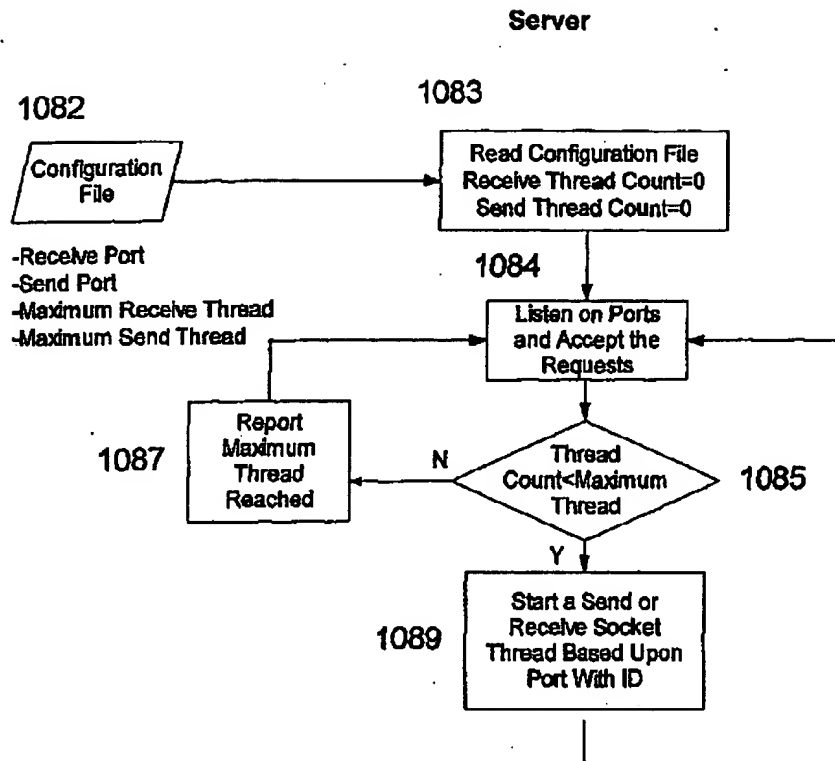 Server
1082
1083
Configuration
File
Read Configuration File
Receive Thread Count=0
Send Thread Count=0
-Receive Port
-Send Port
-Maximum Receive Thread
-Maximum Send Thread
1084
Listen on Ports
and Accept the
Requests
1087
Report
Maximum
Thread
Reached
N
Thread
Count<Maximum
Thread
1085
Y
1089
Start a Send or
Receive Socket
Thread Based Upon
Port With ID